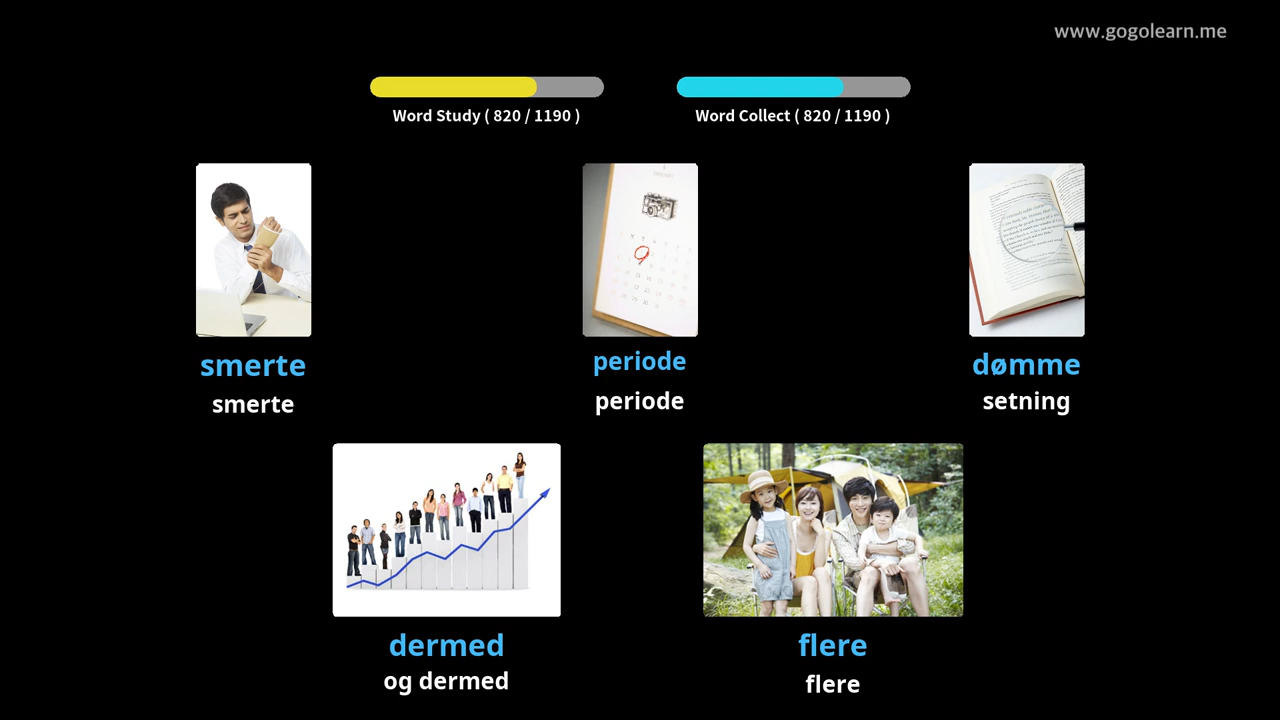 www.gogolearn.me
Word Study ( 820 / 1190 )
Word Collect ( 820 / 1190 )
smerte
smerte
periode
periode
dømme
setning
dermed
og dermed
flere
flere